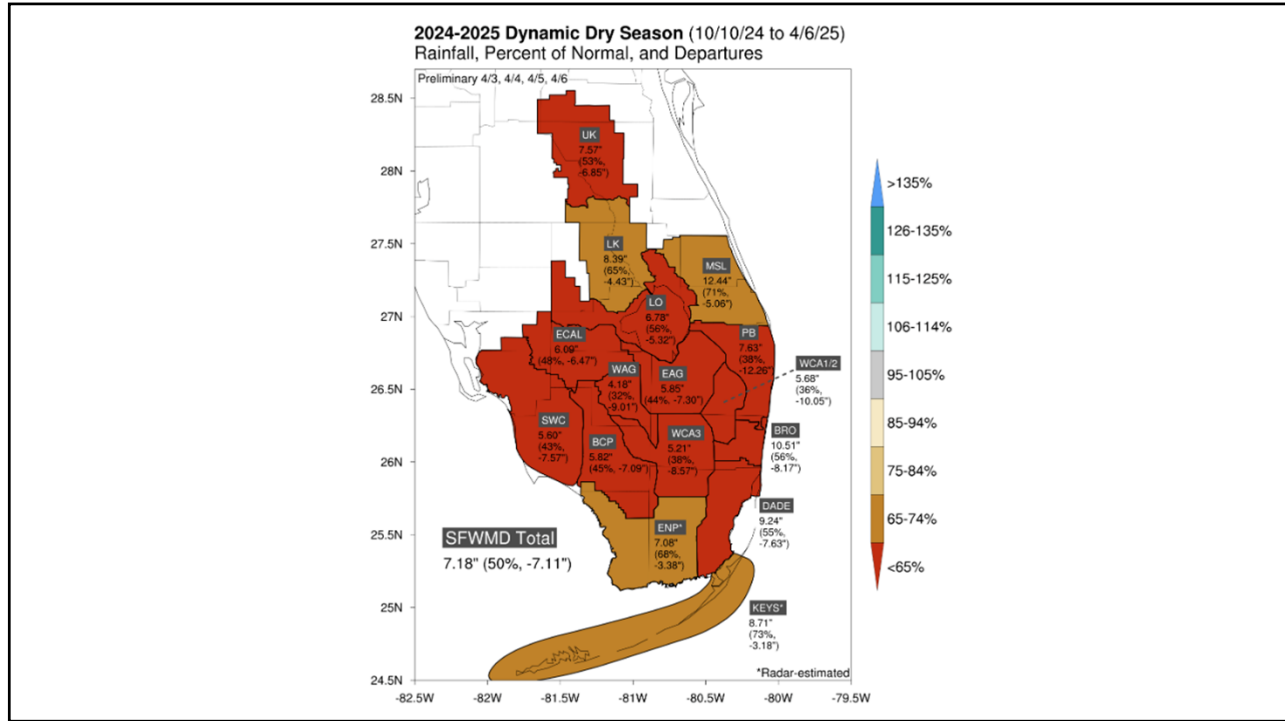 2024-2025 Dynamic Dry Season (10/10/24 to 4/6/25)
Rainfall, Percent of Normal, and Departures
Preliminary 4/3, 4/4, 4/5, 4/6
28.5N
28N
27.5N
27N
26.5N
26N
25.5N
25N
24.5N
UK
7.57"
(53%,
-6.85")
LK
8.39"
(65%,
-4.43")
MSL
12.44"
(71%,
-5.06")
LO
6.78"
(56%,
-5.32")
ECAL
6.09"
(48%, -6.47")
PB
7.63"
(38%,
-12.26")
WAG
4.18"
(32%,
-9.01")
EAG
5.85"
(44%, -7.30")
WCA1/2
5.68"
(36%,
-10.05")
SWC
5.60"
(43%,
-7.57")
BCP
5.82"
(45%, -7.09")
WCA3
5.21"
(38%,
-8.57")
BRO
10.51"
(56%,
-8.17")
DADE
9.24"
(55%,
-7.63")
ENP*
7.08"
(68%,
-3.38")
SFWMD Total
7.18" (50%, -7.11")
KEYS*
8.71"
(73%,
-3.18")
*Radar-estimated
-82.5W
-82W
-81.5W
-81W
-80.5W
-80W
-79.5W
>135%
126-135%
115-125%
106-114%
95-105%
85-94%
75-84%
65-74%
<65%